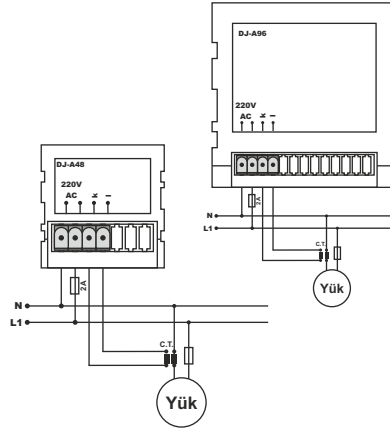 DJ-A96
220V
AC k l
2A
N
L1
C.T.
Yük
DJ-A48
220V
AC k l
2A
N
L1
C.T.
Yük